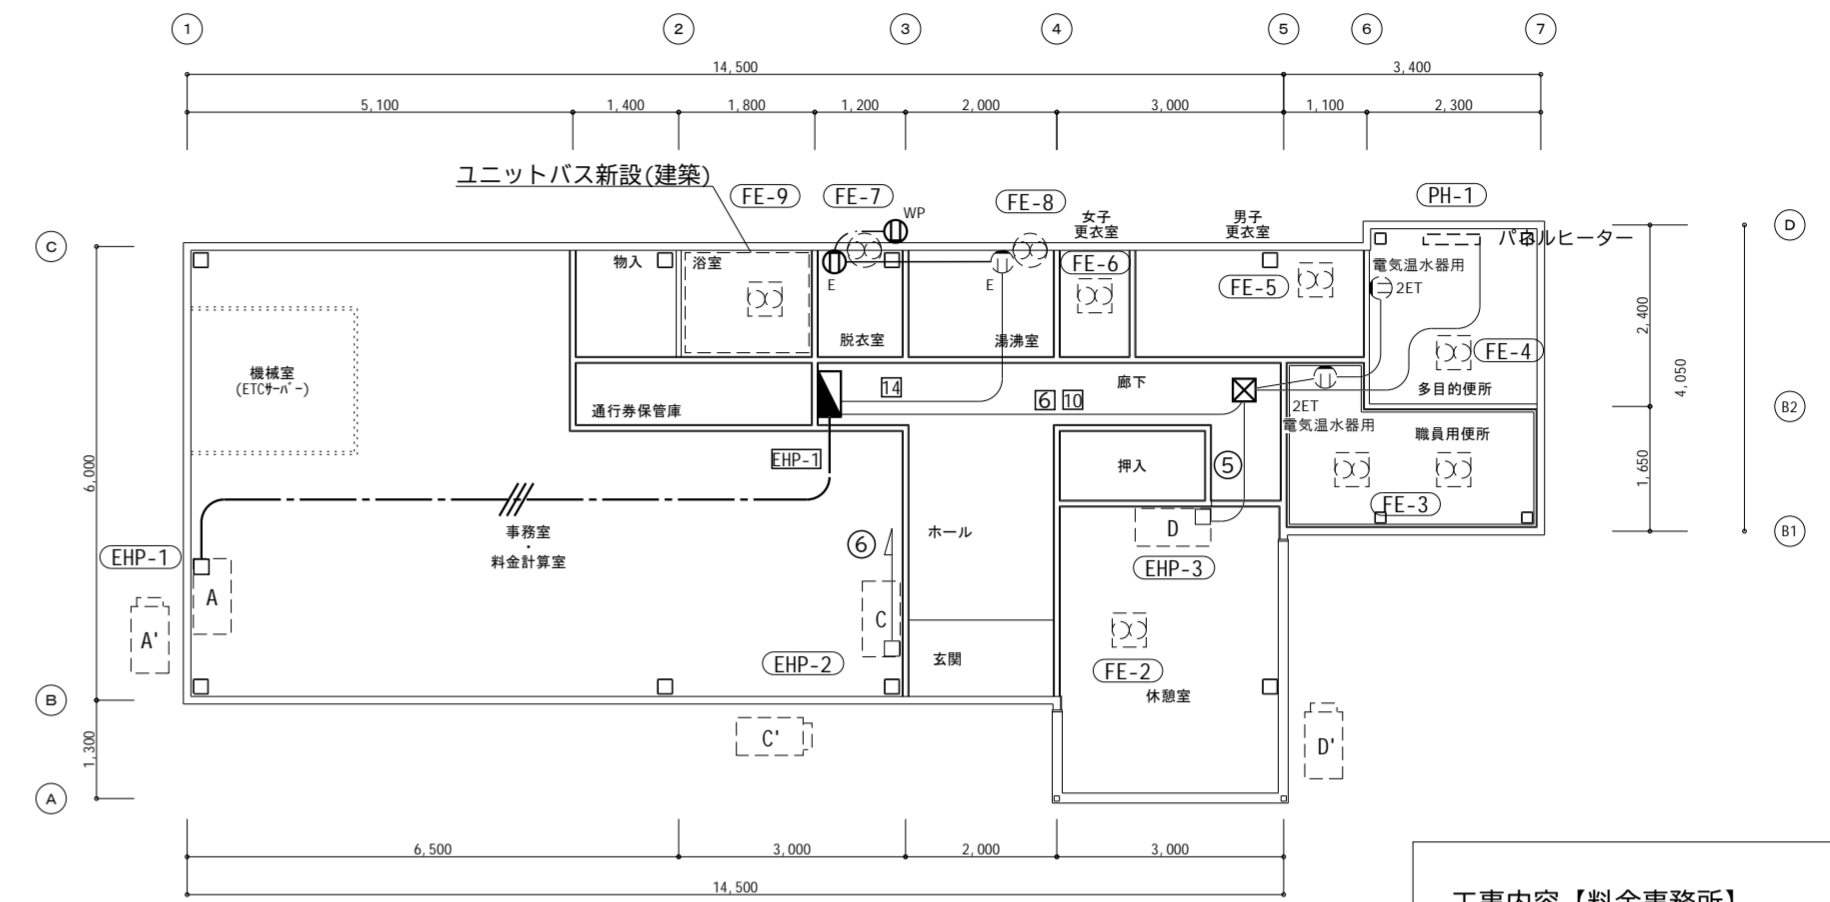 1 2 3 4 5 6 7
14,500 3,400
5,100 1,400 1,800 1,200 2,000 3,000 1,100 2,300
ユニットバス新設(建築)
FE-9 FE-7 FE-8 PH-1
WP
女子
更衣室
男子
更衣室
C D
パネルヒーター
物入 浴室 FE-6 電気温水器用
E E FE-5 2ET
脱衣室 湯沸室 2,400
FE-4
機械室
(ETCサーバー)
廊下 多目的便所 4,050
14 6 10
通行券保管庫 2ET B2
電気温水器用
職員用便所
EHP-1 押入 ⑤
6,000 1,650
FE-3
事務室
・
料金計算室
⑥ ホール D B1
EHP-1 EHP-3
A
A' C
FE-2
玄関
EHP-2
休憩室
B
C' D'
1,300
A
6,500 3,000 2,000 3,000
14,500
工事内容【料金事務所】